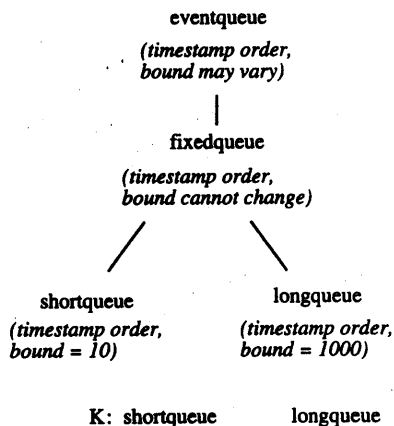 eventqueue
(timestamp order,
bound may vary)
fixedqueue
(timestamp order,
bound cannot change)
shortqueue
(timestamp order,
bound = 10)
longqueue
(timestamp order,
bound = 1000)
K: shortqueue longqueue